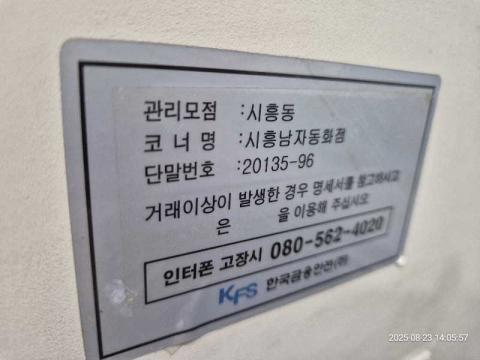 관리모점 :시흥동
코너명 :시흥남자동화점
단말번호 :20135-96
거래이상이 발생한 경우 명세서를 참고하시고
은 을 이용해 주십시오
인터폰 고장시 080-562-4020
KFS 한국금융안전(주)
2025-08-23 14:05:57